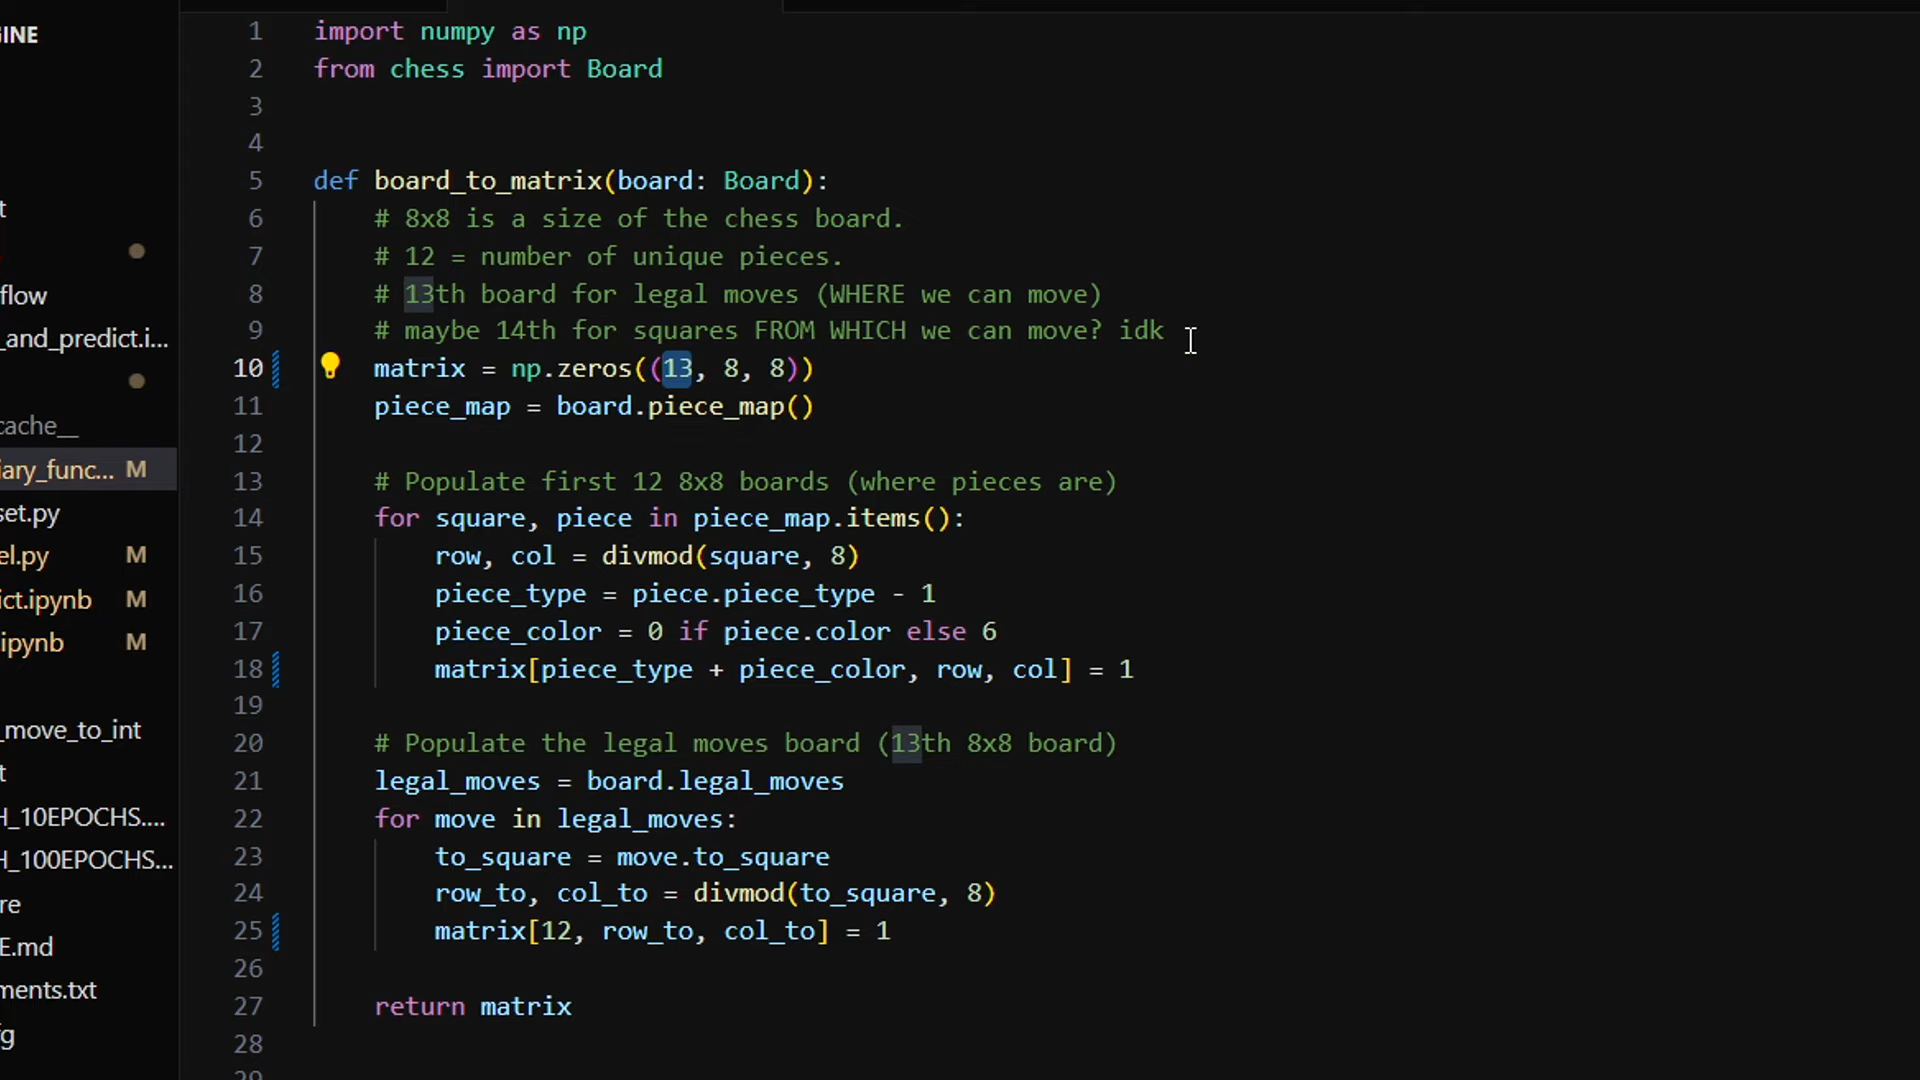 GINE
t
flow
_and_predict.i...
cache__
iary_func... M
set.py
el.py M
ict.ipynb M
ipynb M
_move_to_int
t
H_10EPOCHS....
H_100EPOCHS...
re
E.md
ments.txt
g
1 import numpy as np
2 from chess import Board
3
4
5 def board_to_matrix(board: Board):
6 # 8x8 is a size of the chess board.
7 # 12 = number of unique pieces.
8 # 13th board for legal moves (WHERE we can move)
9 # maybe 14th for squares FROM WHICH we can move? idk
10 matrix = np.zeros((13, 8, 8))
11 piece_map = board.piece_map()
12
13 # Populate first 12 8x8 boards (where pieces are)
14 for square, piece in piece_map.items():
15 row, col = divmod(square, 8)
16 piece_type = piece.piece_type - 1
17 piece_color = 0 if piece.color else 6
18 matrix[piece_type + piece_color, row, col] = 1
19
20 # Populate the legal moves board (13th 8x8 board)
21 legal_moves = board.legal_moves
22 for move in legal_moves:
23 to_square = move.to_square
24 row_to, col_to = divmod(to_square, 8)
25 matrix[12, row_to, col_to] = 1
26
27 return matrix
28
29